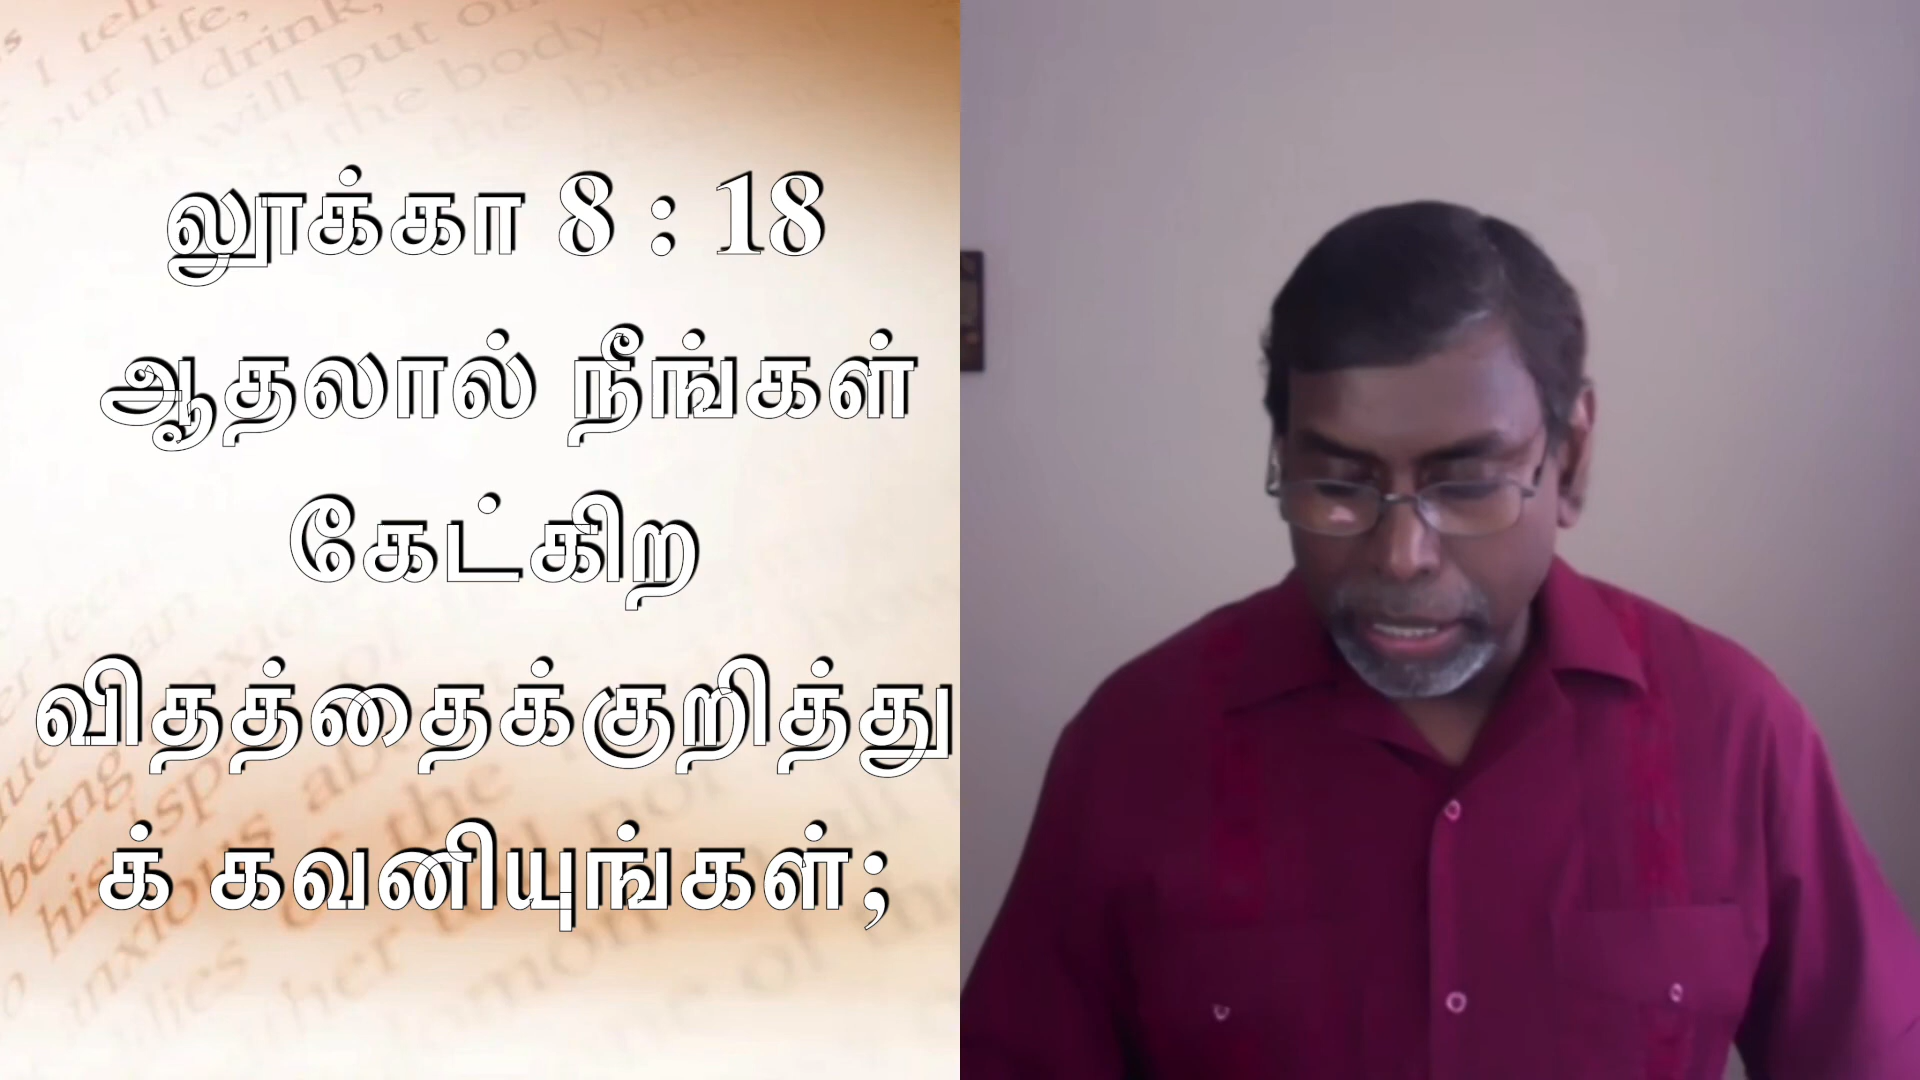 லூக்கா 8 : 18
ஆதலால் நீங்கள்
கேட்கிற
விதத்தைக்குறித்து
க் கவனியுங்கள்;